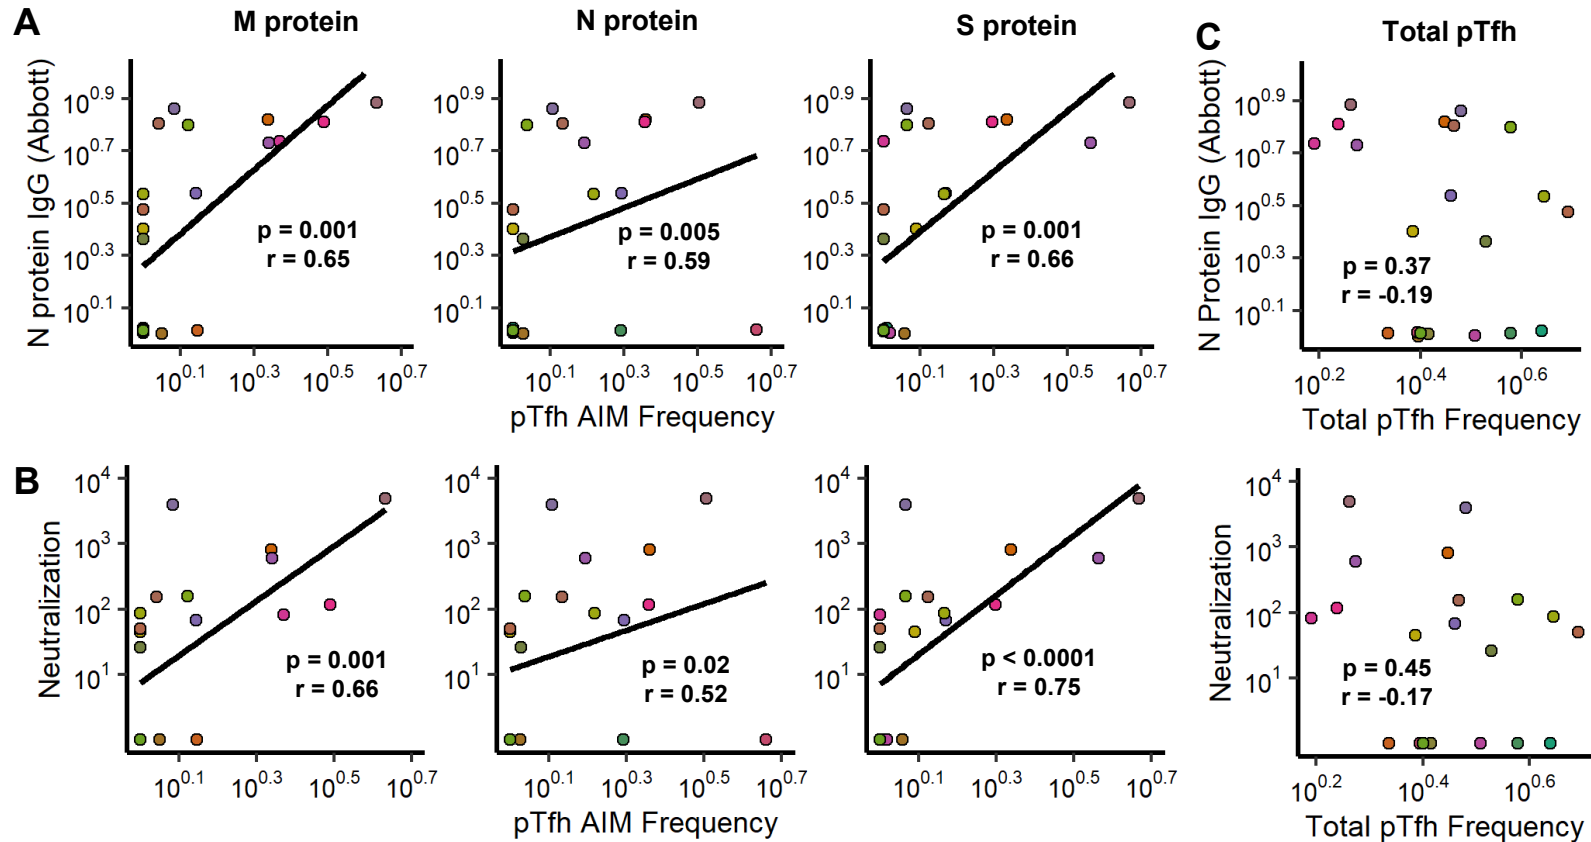 A
M protein
N protein
S protein
N protein IgG (Abbott)
10^0.9
10^0.7
10^0.5
10^0.3
10^0.1
p = 0.001
r = 0.65
10^0.1
10^0.3
10^0.5
10^0.7
10^0.9
10^0.7
10^0.5
10^0.3
10^0.1
p = 0.005
r = 0.59
10^0.1
10^0.3
10^0.5
10^0.7
10^0.9
10^0.7
10^0.5
10^0.3
10^0.1
p = 0.001
r = 0.66
10^0.1
10^0.3
10^0.5
10^0.7
pTfh AIM Frequency
B
Neutralization
10^4
10^3
10^2
10^1
p = 0.001
r = 0.66
10^0.1
10^0.3
10^0.5
10^0.7
10^4
10^3
10^2
10^1
p = 0.02
r = 0.52
10^0.1
10^0.3
10^0.5
10^0.7
10^4
10^3
10^2
10^1
p < 0.0001
r = 0.75
10^0.1
10^0.3
10^0.5
10^0.7
pTfh AIM Frequency
C
Total pTfh
N Protein IgG (Abbott)
10^0.9
10^0.7
10^0.5
10^0.3
10^0.1
p = 0.37
r = -0.19
10^0.2
10^0.4
10^0.6
Total pTfh Frequency
Neutralization
10^4
10^3
10^2
10^1
p = 0.45
r = -0.17
10^0.2
10^0.4
10^0.6
Total pTfh Frequency